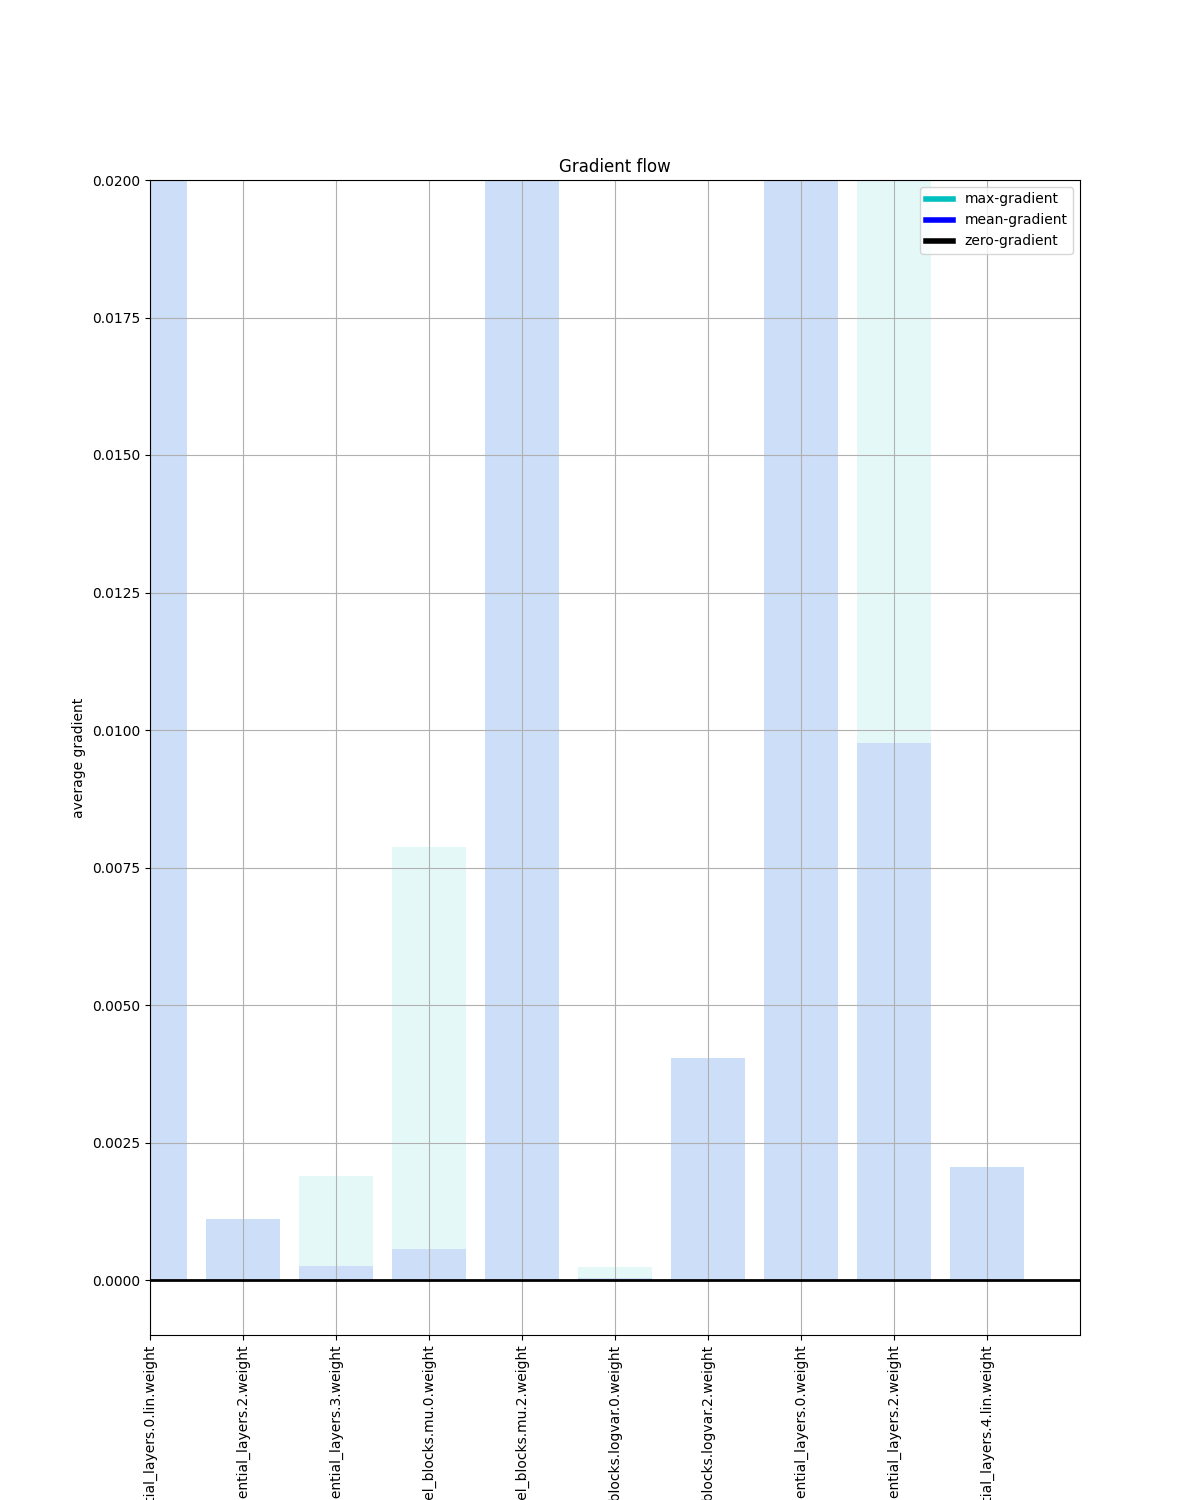 Gradient flow
max-gradient
mean-gradient
zero-gradient
0.0200
0.0175
0.0150
0.0125
0.0100
0.0075
0.0050
0.0025
0.0000
average gradient
tial_layers.0.lin.weight
ential_layers.2.weight
ential_layers.3.weight
el_blocks.mu.0.weight
el_blocks.mu.2.weight
blocks.logvar.0.weight
blocks.logvar.2.weight
ential_layers.0.weight
ential_layers.2.weight
tial_layers.4.lin.weight